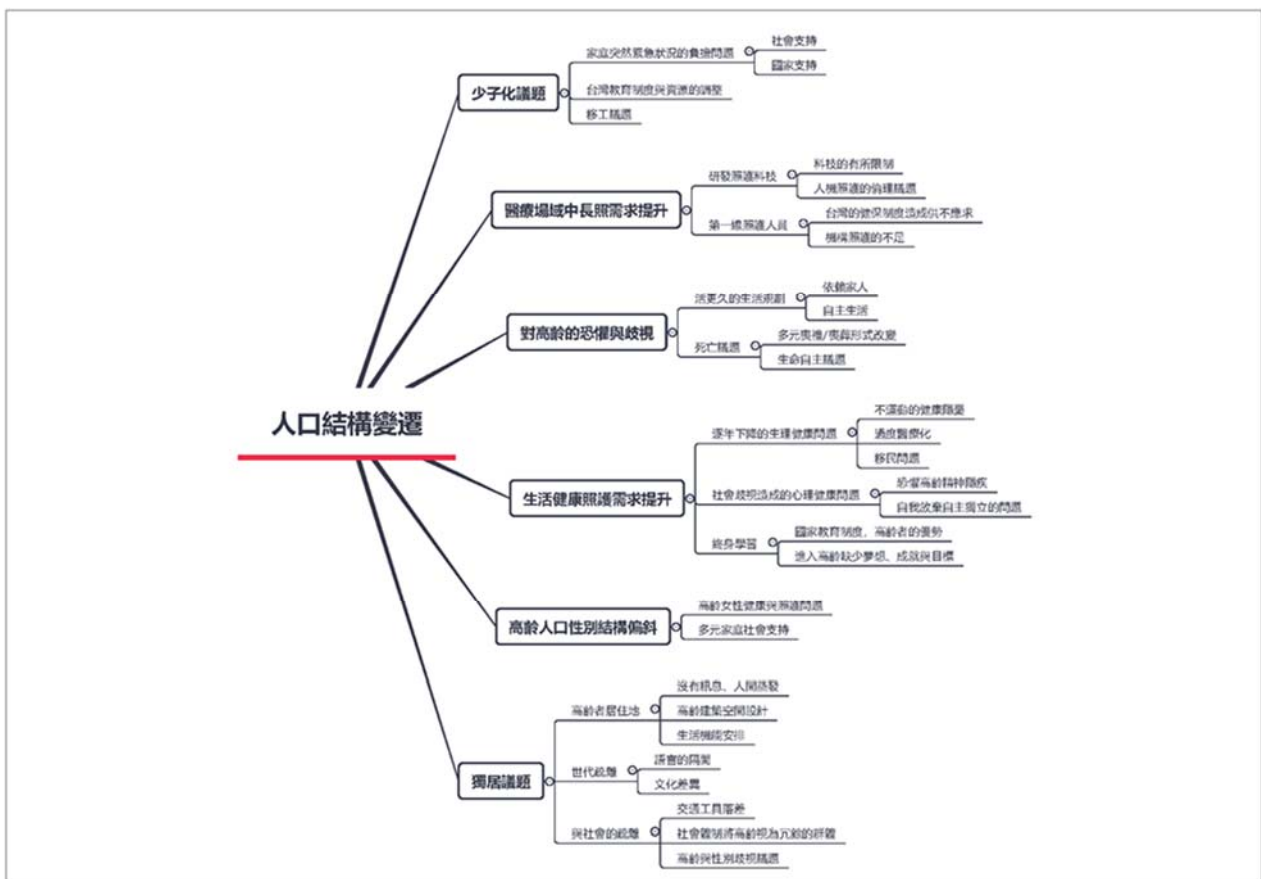 人口結構變遷
少子化議題
家庭突然緊急狀況的負擔問題
社會支持
國家支持
台灣教育制度與資源的調整
移工議題
醫療場域中長照需求提升
研發照護科技
科技的有所限制
人機照護的倫理議題
第一線照護人員
台灣的健保制度造成供不應求
機構照護的不足
對高齡的恐懼與歧視
活更久的生活規劃
依賴家人
自主生活
死亡議題
多元喪禮/喪葬形式改變
生命自主議題
生活健康照護需求提升
逐年下降的生理健康問題
不運動的健康隱憂
過度醫療化
移民問題
社會歧視造成的心理健康問題
恐懼高齡精神隱疾
自我放棄自主獨立的問題
終身學習
國家教育制度，高齡者的優勢
進入高齡缺少夢想、成就與目標
高齡人口性別結構偏斜
高齡女性健康與照護問題
多元家庭社會支持
獨居議題
高齡者居住地
沒有訊息、人間蒸發
高齡建築空間設計
生活機能安排
世代疏離
語言的隔閡
文化差異
與社會的疏離
交通工具落差
社會體制將高齡視為冗餘的群體
高齡與性別歧視議題